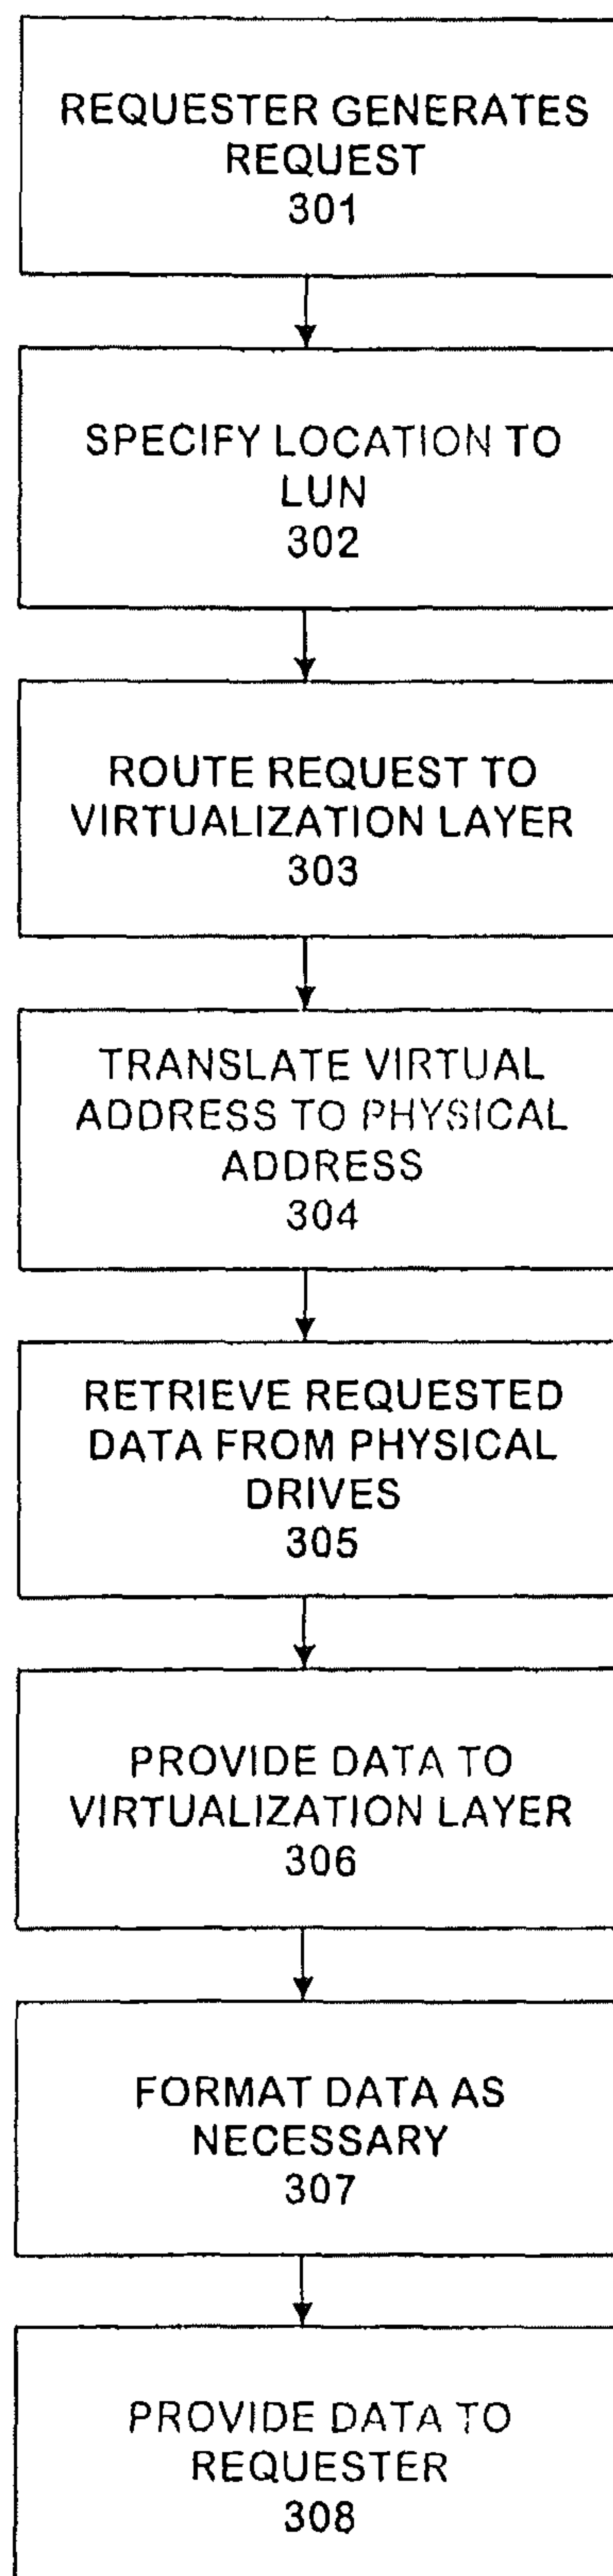 REQUESTER GENERATES
REQUEST
301
SPECIFY LOCATION TO
LUN
302
ROUTE REQUEST TO
VIRTUALIZATION LAYER
303
TRANSLATE VIRTUAL
ADDRESS TO PHYSICAL
ADDRESS
304
RETRIEVE REQUESTED
DATA FROM PHYSICAL
DRIVES
305
PROVIDE DATA TO
VIRTUALIZATION LAYER
306
FORMAT DATA AS
NECESSARY
307
PROVIDE DATA TO
REQUESTER
308